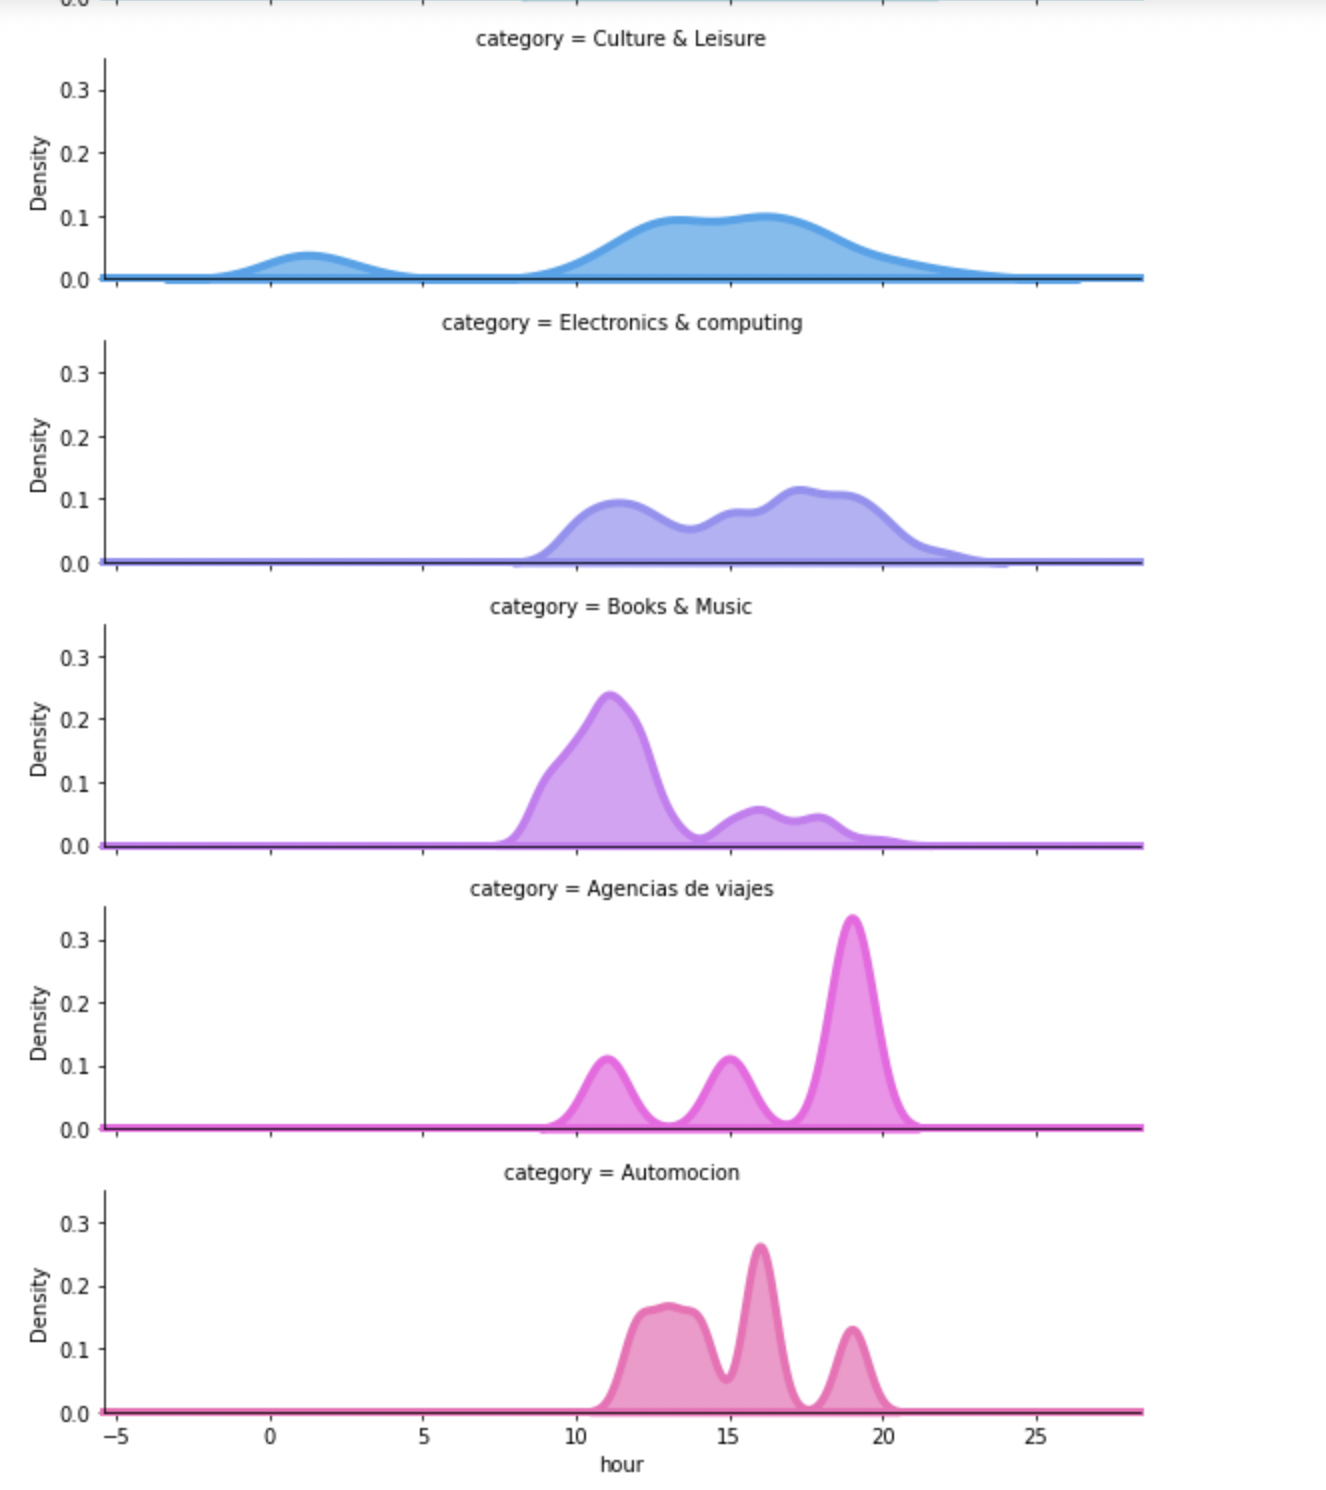 0.0
category = Culture & Leisure
0.3
0.2
0.1
0.0
Density
category = Electronics & computing
0.3
0.2
0.1
0.0
Density
category = Books & Music
0.3
0.2
0.1
0.0
Density
category = Agencias de viajes
0.3
0.2
0.1
0.0
Density
category = Automocion
0.3
0.2
0.1
0.0
Density
−5 0 5 10 15 20 25
hour